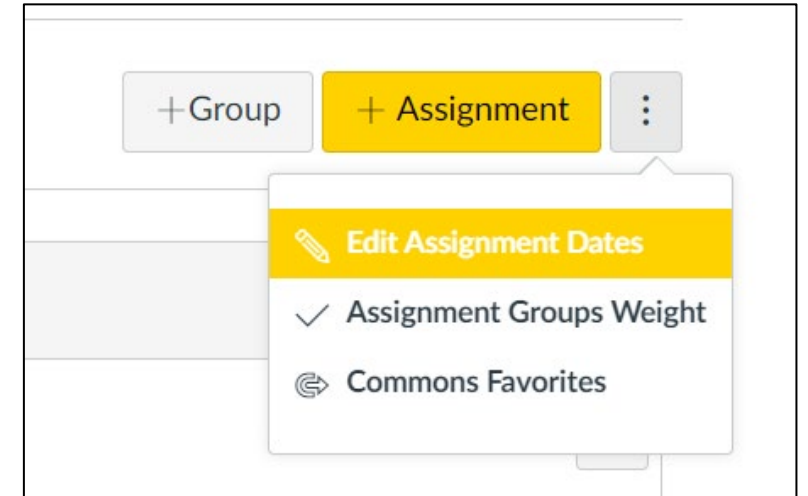 +Group
+ Assignment
Edit Assignment Dates
Assignment Groups Weight
Commons Favorites